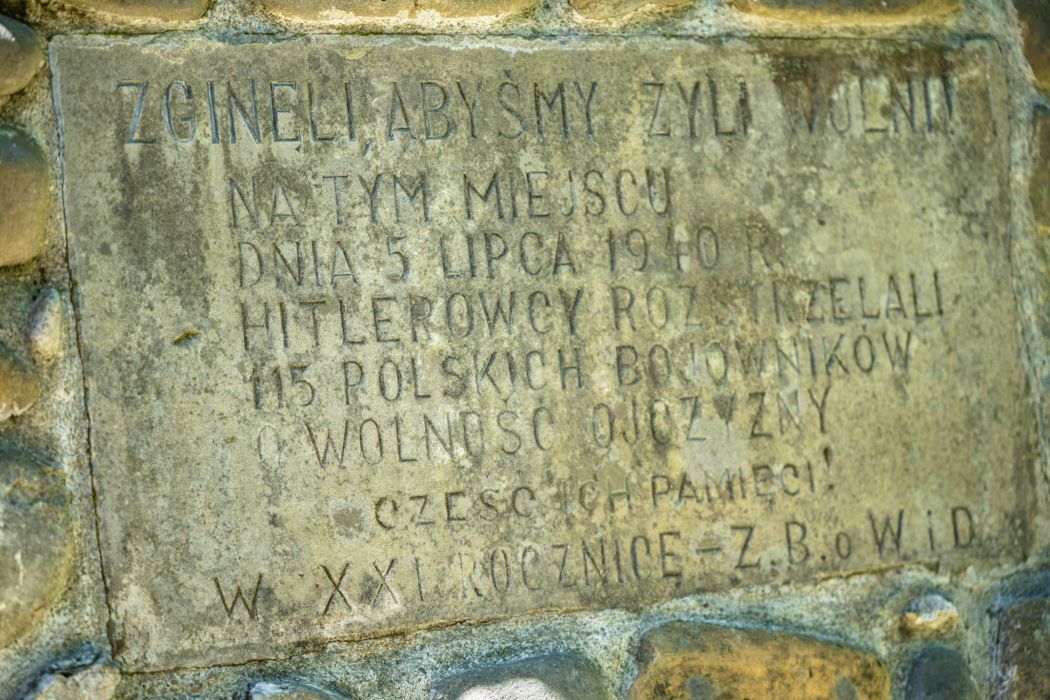 ZGINĘLI, ABYŚMY ŻYLI WOLNI!
NA TYM MIEJSCU
DNIA 5 LIPCA 1940 R.
HITLEROWCY ROZSTRZELALI
115 POLSKICH BOJOWNIKÓW
O WOLNOŚĆ OJCZYZNY
CZEŚĆ ICH PAMIĘCI!
W XXI ROCZNICĘ – Z.B.o W i D